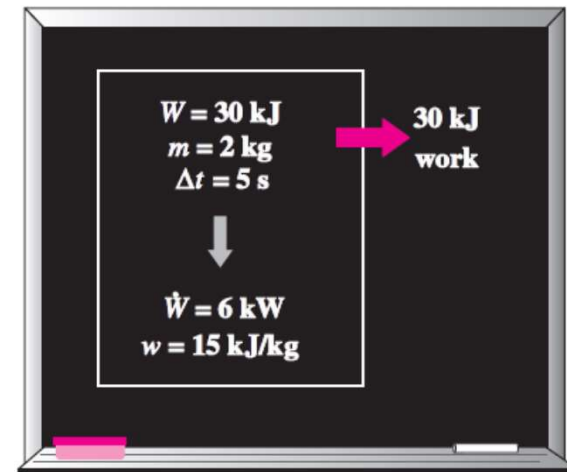 W = 30 kJ
m = 2 kg
Δt = 5 s
30 kJ
work
Ẇ = 6 kW
w = 15 kJ/kg